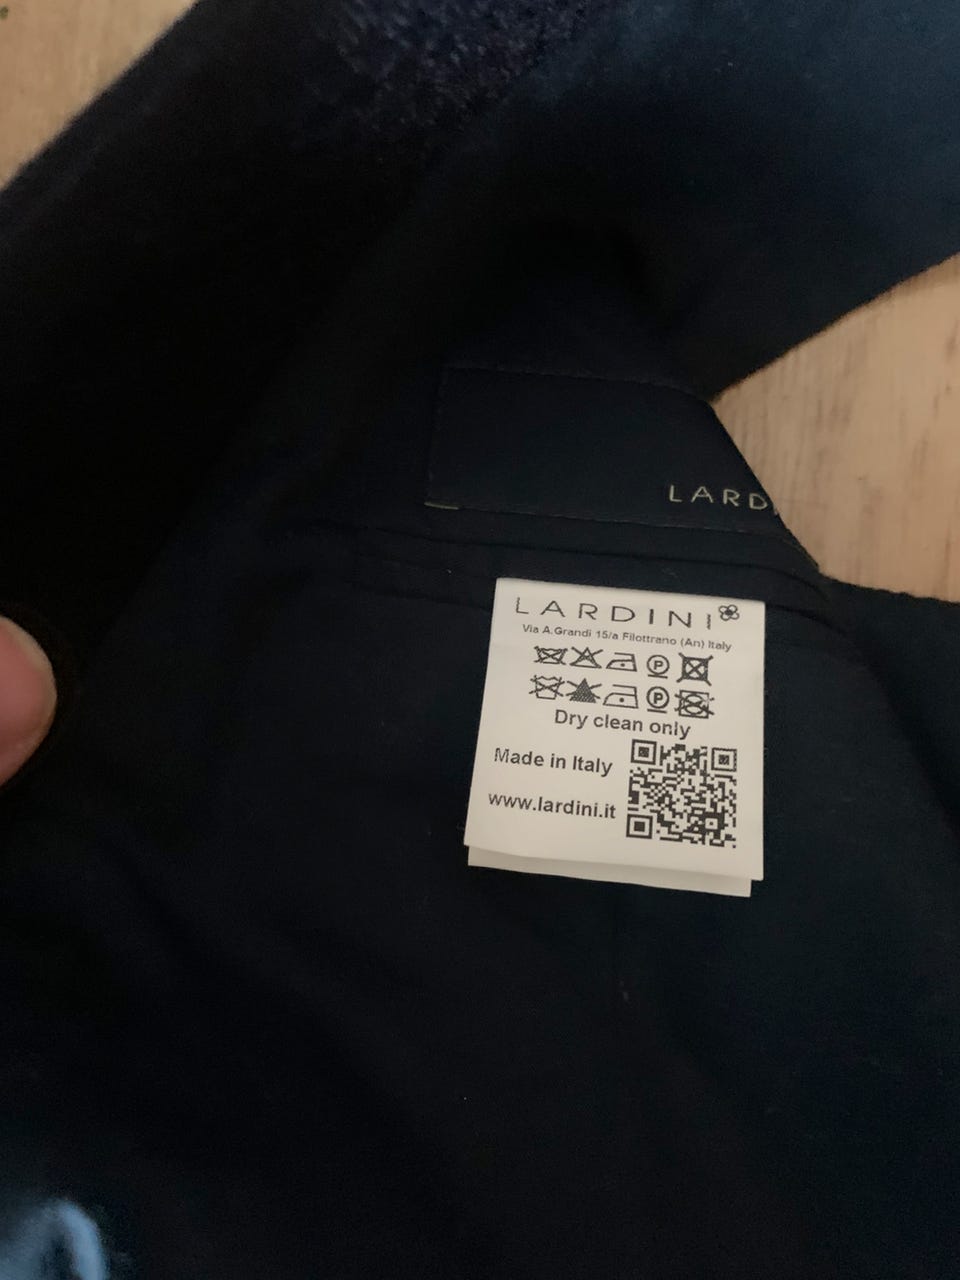 LARD
LARDINI
Via A.Grandi 15/a Filottrano (An) Italy
P
P
Dry clean only
Made in Italy
www.lardini.it